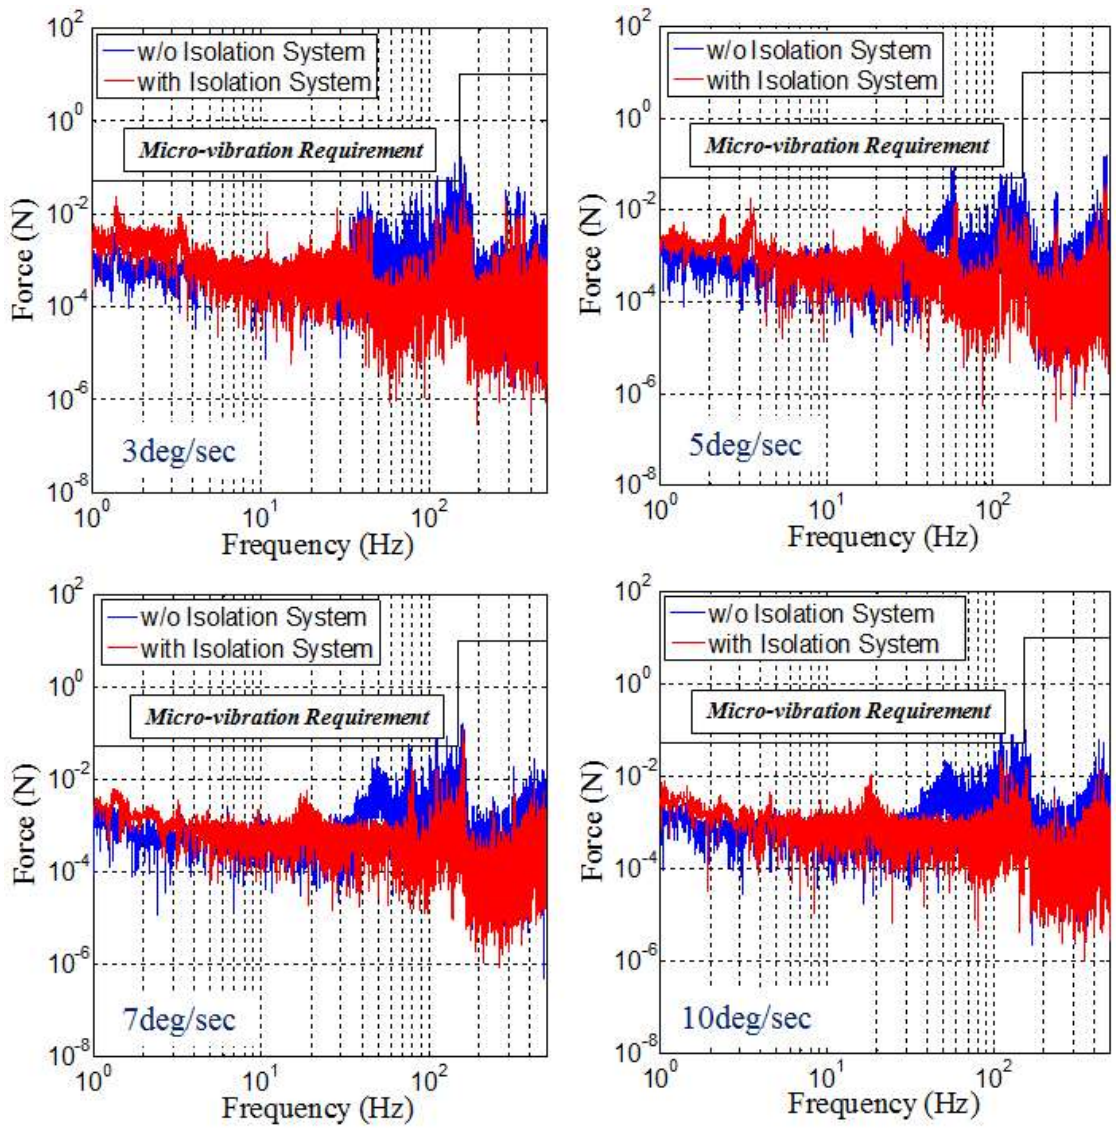 10^2
w/o Isolation System
with Isolation System
10^0
Micro-vibration Requirement
10^-2
Force (N)
10^-4
10^-6
3deg/sec
10^-8
10^0
10^1
10^2
Frequency (Hz)
10^2
w/o Isolation System
with Isolation System
10^0
Micro-vibration Requirement
10^-2
Force (N)
10^-4
10^-6
5deg/sec
10^-8
10^0
10^1
10^2
Frequency (Hz)
10^2
w/o Isolation System
with Isolation System
10^0
Micro-vibration Requirement
10^-2
Force (N)
10^-4
10^-6
7deg/sec
10^-8
10^0
10^1
10^2
Frequency (Hz)
10^2
w/o Isolation System
with Isolation System
10^0
Micro-vibration Requirement
10^-2
Force (N)
10^-4
10^-6
10deg/sec
10^-8
10^0
10^1
10^2
Frequency (Hz)